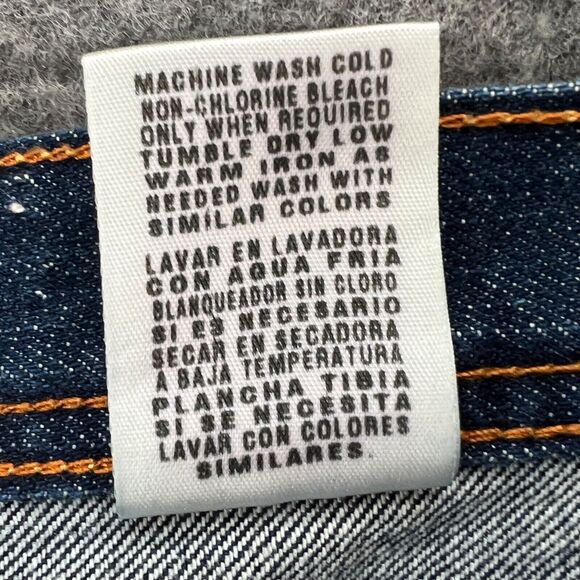 MACHINE WASH COLD
NON-CHLORINE BLEACH
ONLY WHEN REQUIRED
TUMBLE DRY LOW
WARM IRON AS
NEEDED WASH WITH
SIMILAR COLORS
LAVAR EN LAVADORA
CON AGUA FRIA
BLANQUEADOR SIN CLORO
SI ES NECESARIO
SECAR EN SECADORA
A BAJA TEMPERATURA
PLANCHA TIBIA
SI SE NECESITA
LAVAR CON COLORES
SIMILARES.